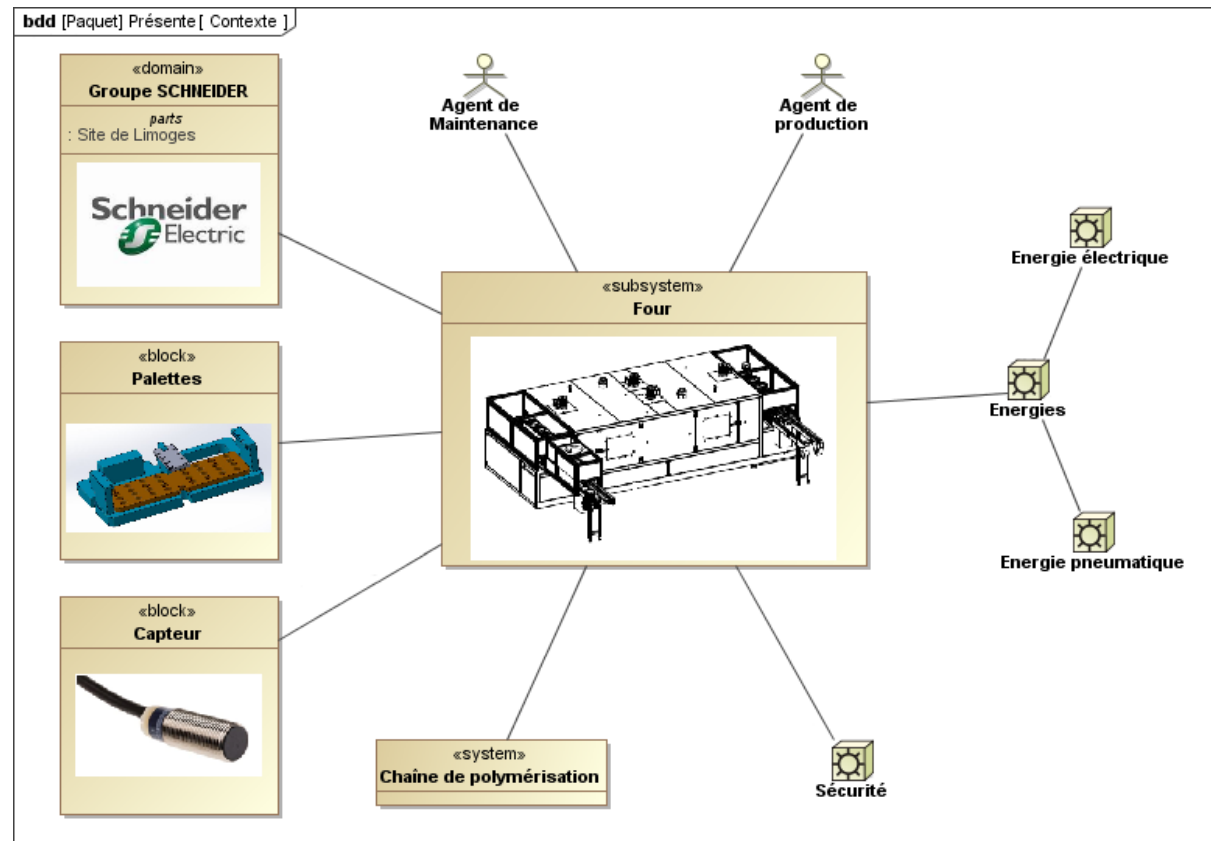 bdd [Paquet] Présente [ Contexte ]
«domain»
Groupe SCHNEIDER
parts
: Site de Limoges
Schneider
Electric
Agent de
Maintenance
Agent de
production
«subsystem»
Four
Energie électrique
Energies
Energie pneumatique
«block»
Palettes
«block»
Capteur
«system»
Chaîne de polymérisation
Sécurité